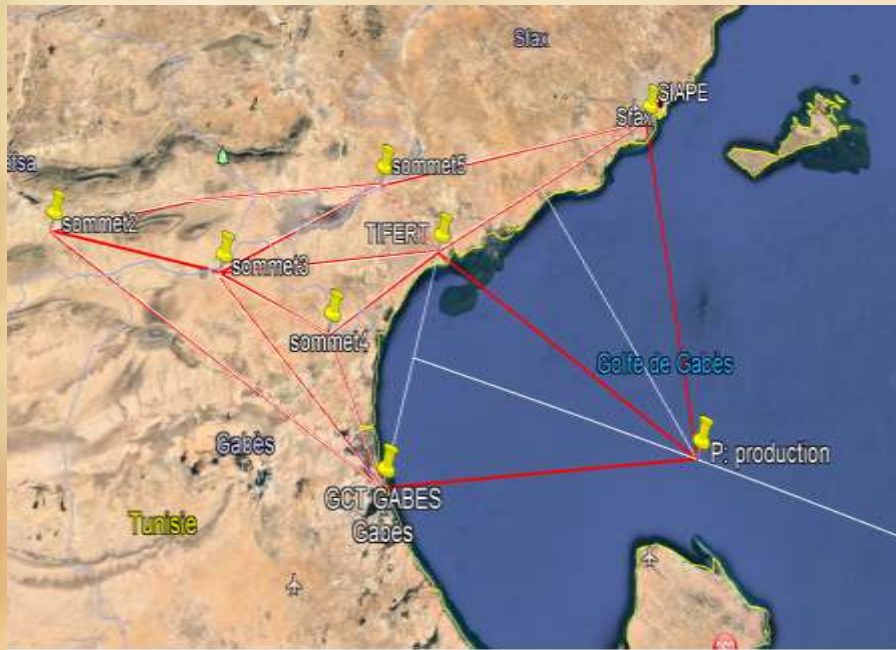 Sfax
SIAPE
Sfax
sommet5
sommet2
TIFERT
sommet3
sommet4
Golfe de Gabès
P: production
Gabès
GCT GABES
Gabès
Tunisie